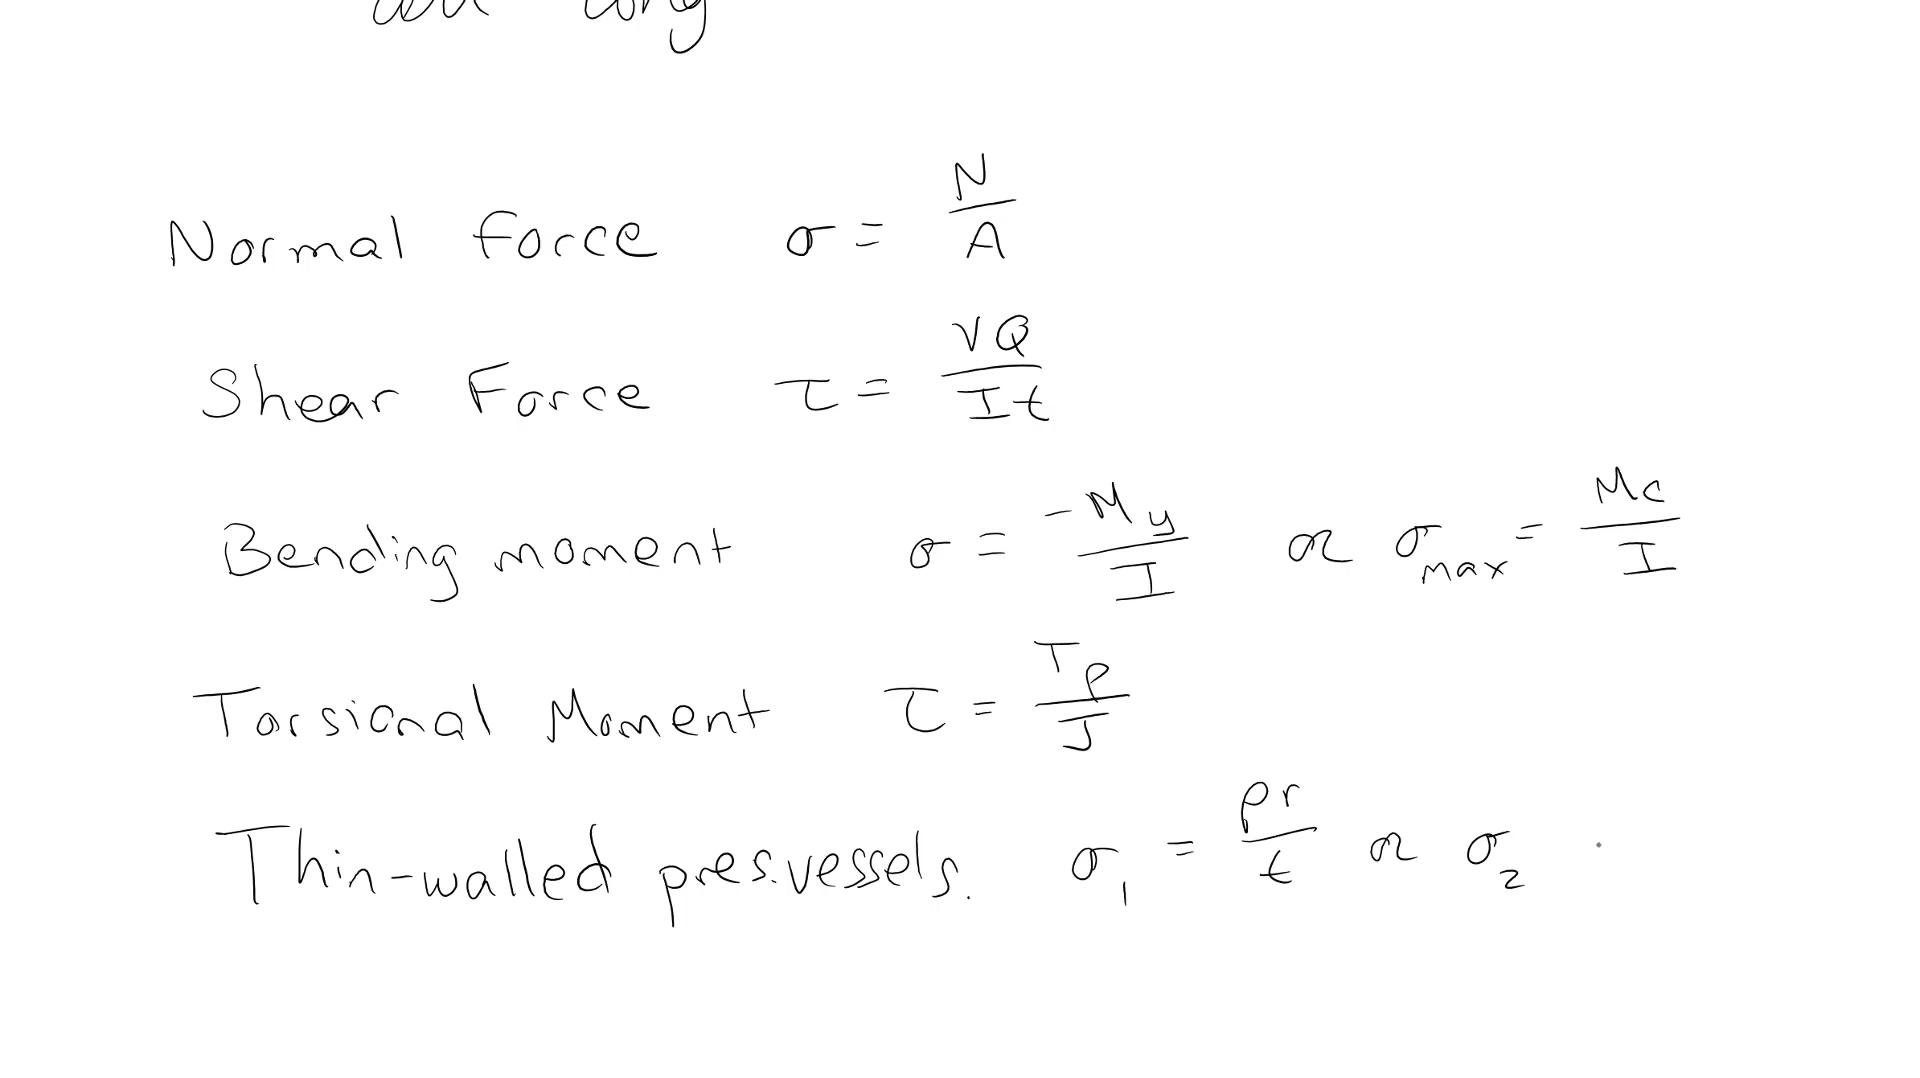 Normal force σ = N/A
Shear Force τ = VQ/It
Bending moment σ = -My/I or σmax = Mc/I
Torsional Moment τ = Tρ/J
Thin-walled pres.vessels. σ1 = pr/t or σ2